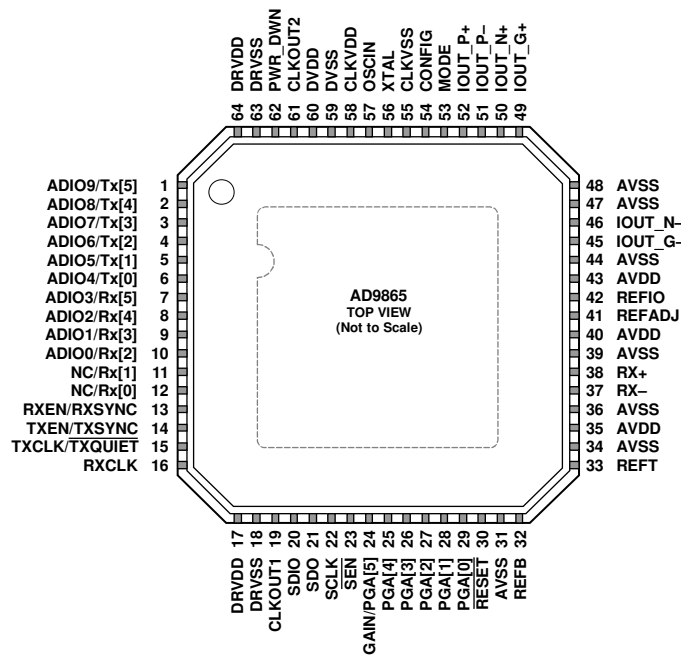 64 DRVDD
63 DRVSS
62 PWR_DWN
61 CLKOUT2
60 DVDD
59 DVSS
58 CLKVDD
57 OSCIN
56 XTAL
55 CLKVSS
54 CONFIG
53 MODE
52 IOUT_P+
51 IOUT_P–
50 IOUT_N+
49 IOUT_G+
ADIO9/Tx[5] 1
ADIO8/Tx[4] 2
ADIO7/Tx[3] 3
ADIO6/Tx[2] 4
ADIO5/Tx[1] 5
ADIO4/Tx[0] 6
ADIO3/Rx[5] 7
ADIO2/Rx[4] 8
ADIO1/Rx[3] 9
ADIO0/Rx[2] 10
NC/Rx[1] 11
NC/Rx[0] 12
RXEN/RXSYNC 13
TXEN/TXSYNC 14
TXCLK/TXQUIET 15
RXCLK 16
AD9865
TOP VIEW
(Not to Scale)
48 AVSS
47 AVSS
46 IOUT_N–
45 IOUT_G–
44 AVSS
43 AVDD
42 REFIO
41 REFADJ
40 AVDD
39 AVSS
38 RX+
37 RX–
36 AVSS
35 AVDD
34 AVSS
33 REFT
DRVDD 17
DRVSS 18
CLKOUT1 19
SDIO 20
SDO 21
SCLK 22
SEN 23
GAIN/PGA[5] 24
PGA[4] 25
PGA[3] 26
PGA[2] 27
PGA[1] 28
PGA[0] 29
RESET 30
AVSS 31
REFB 32